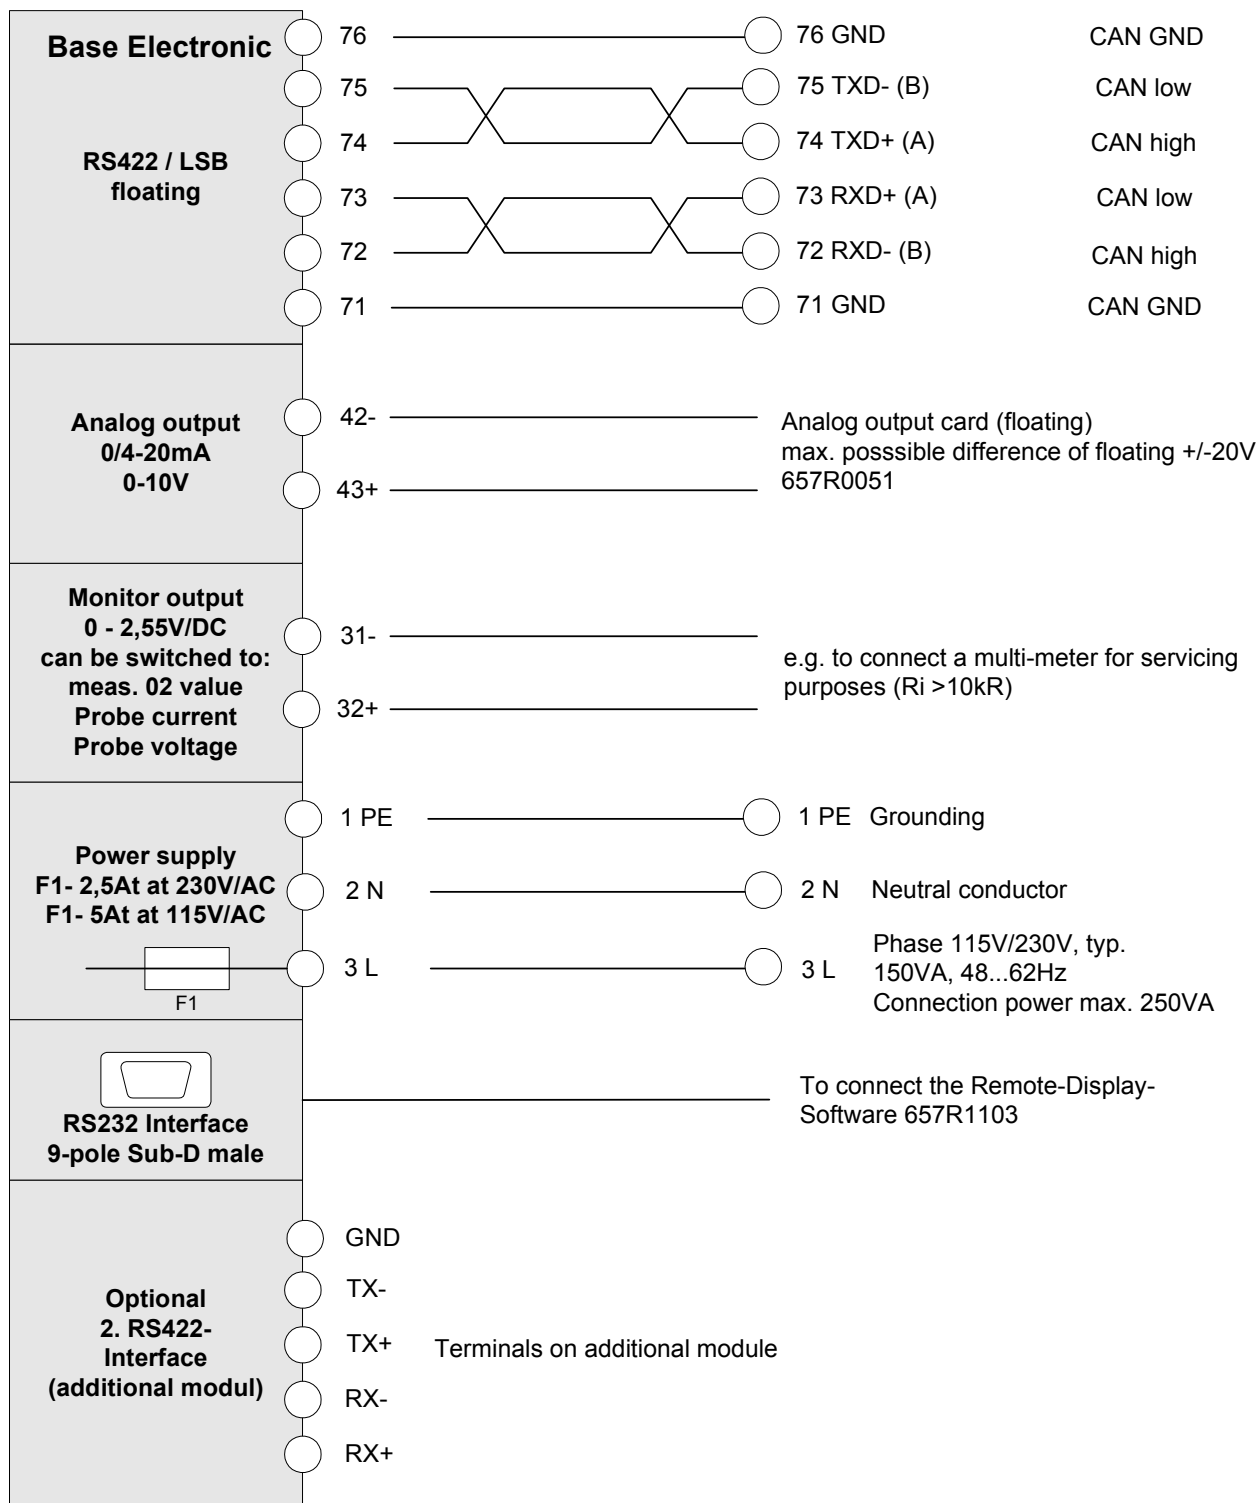 Base Electronic
RS422 / LSB
floating
76
76 GND
CAN GND
75
75 TXD- (B)
CAN low
74
74 TXD+ (A)
CAN high
73
73 RXD+ (A)
CAN low
72
72 RXD- (B)
CAN high
71
71 GND
CAN GND
Analog output
0/4-20mA
0-10V
42-
43+
Analog output card (floating)
max. posssible difference of floating +/-20V
657R0051
Monitor output
0 - 2,55V/DC
can be switched to:
meas. 02 value
Probe current
Probe voltage
31-
32+
e.g. to connect a multi-meter for servicing
purposes (Ri >10kR)
Power supply
F1- 2,5At at 230V/AC
F1- 5At at 115V/AC
F1
1 PE
1 PE Grounding
2 N
2 N Neutral conductor
3 L
3 L
Phase 115V/230V, typ.
150VA, 48...62Hz
Connection power max. 250VA
RS232 Interface
9-pole Sub-D male
To connect the Remote-Display-
Software 657R1103
Optional
2. RS422-
Interface
(additional modul)
GND
TX-
TX+
RX-
RX+
Terminals on additional module